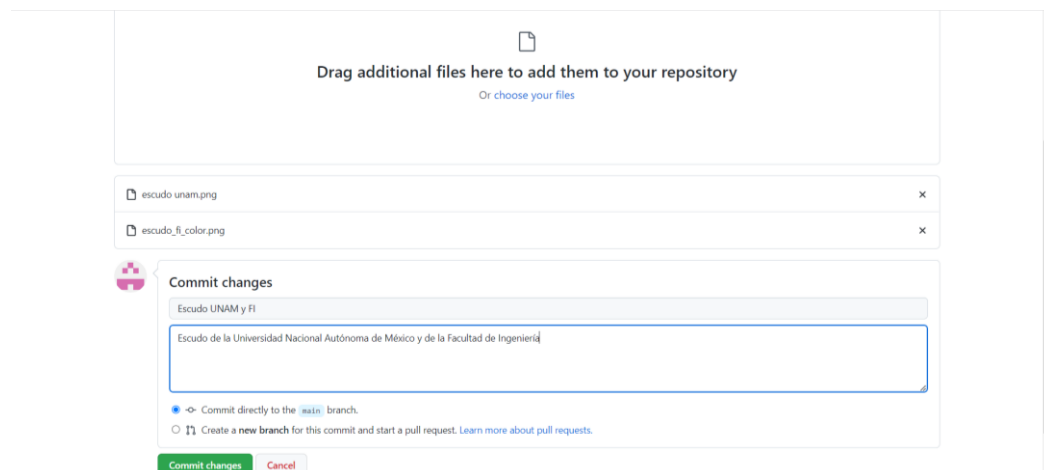 Drag additional files here to add them to your repository
Or choose your files
escudo unam.png
escudo_fi_color.png
Commit changes
Escudo UNAM y FI
Escudo de la Universidad Nacional Autónoma de México y de la Facultad de Ingeniería
Commit directly to the main branch.
Create a new branch for this commit and start a pull request. Learn more about pull requests.
Commit changes Cancel